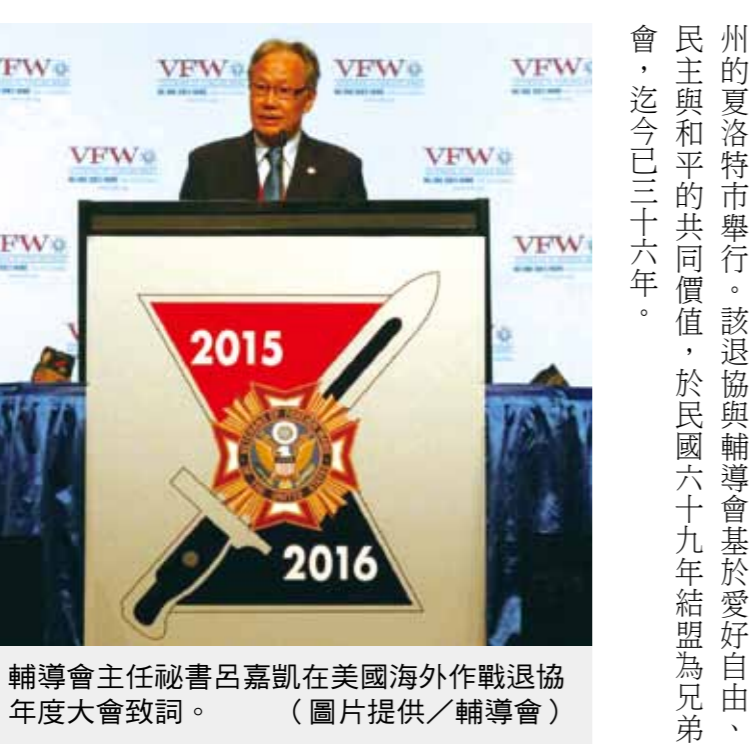 州的夏洛特市舉行。該退協與輔導會基於愛好自由、
民主與和平的共同價值，於民國六十九年結盟為兄弟
會，迄今已三十六年。
VFW VFW VFW VFW
VFW VFW
VFW VFW
2015
2016
輔導會主任祕書呂嘉凱在美國海外作戰退協
年度大會致詞。 （圖片提供／輔導會）